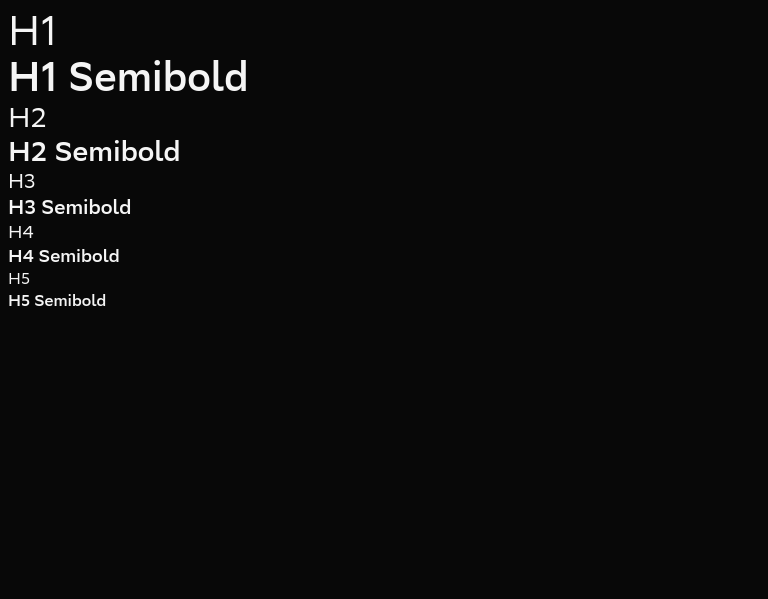 H1
H1 Semibold
H2
H2 Semibold
H3
H3 Semibold
H4
H4 Semibold
H5
H5 Semibold